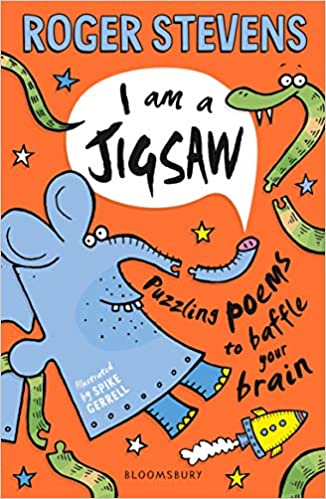 ROGER STEVENS
I am a
JIGSAW
Puzzling poems
to baffle
your
brain
Illustrated
by SPIKE
GERRELL
BLOOMSBURY